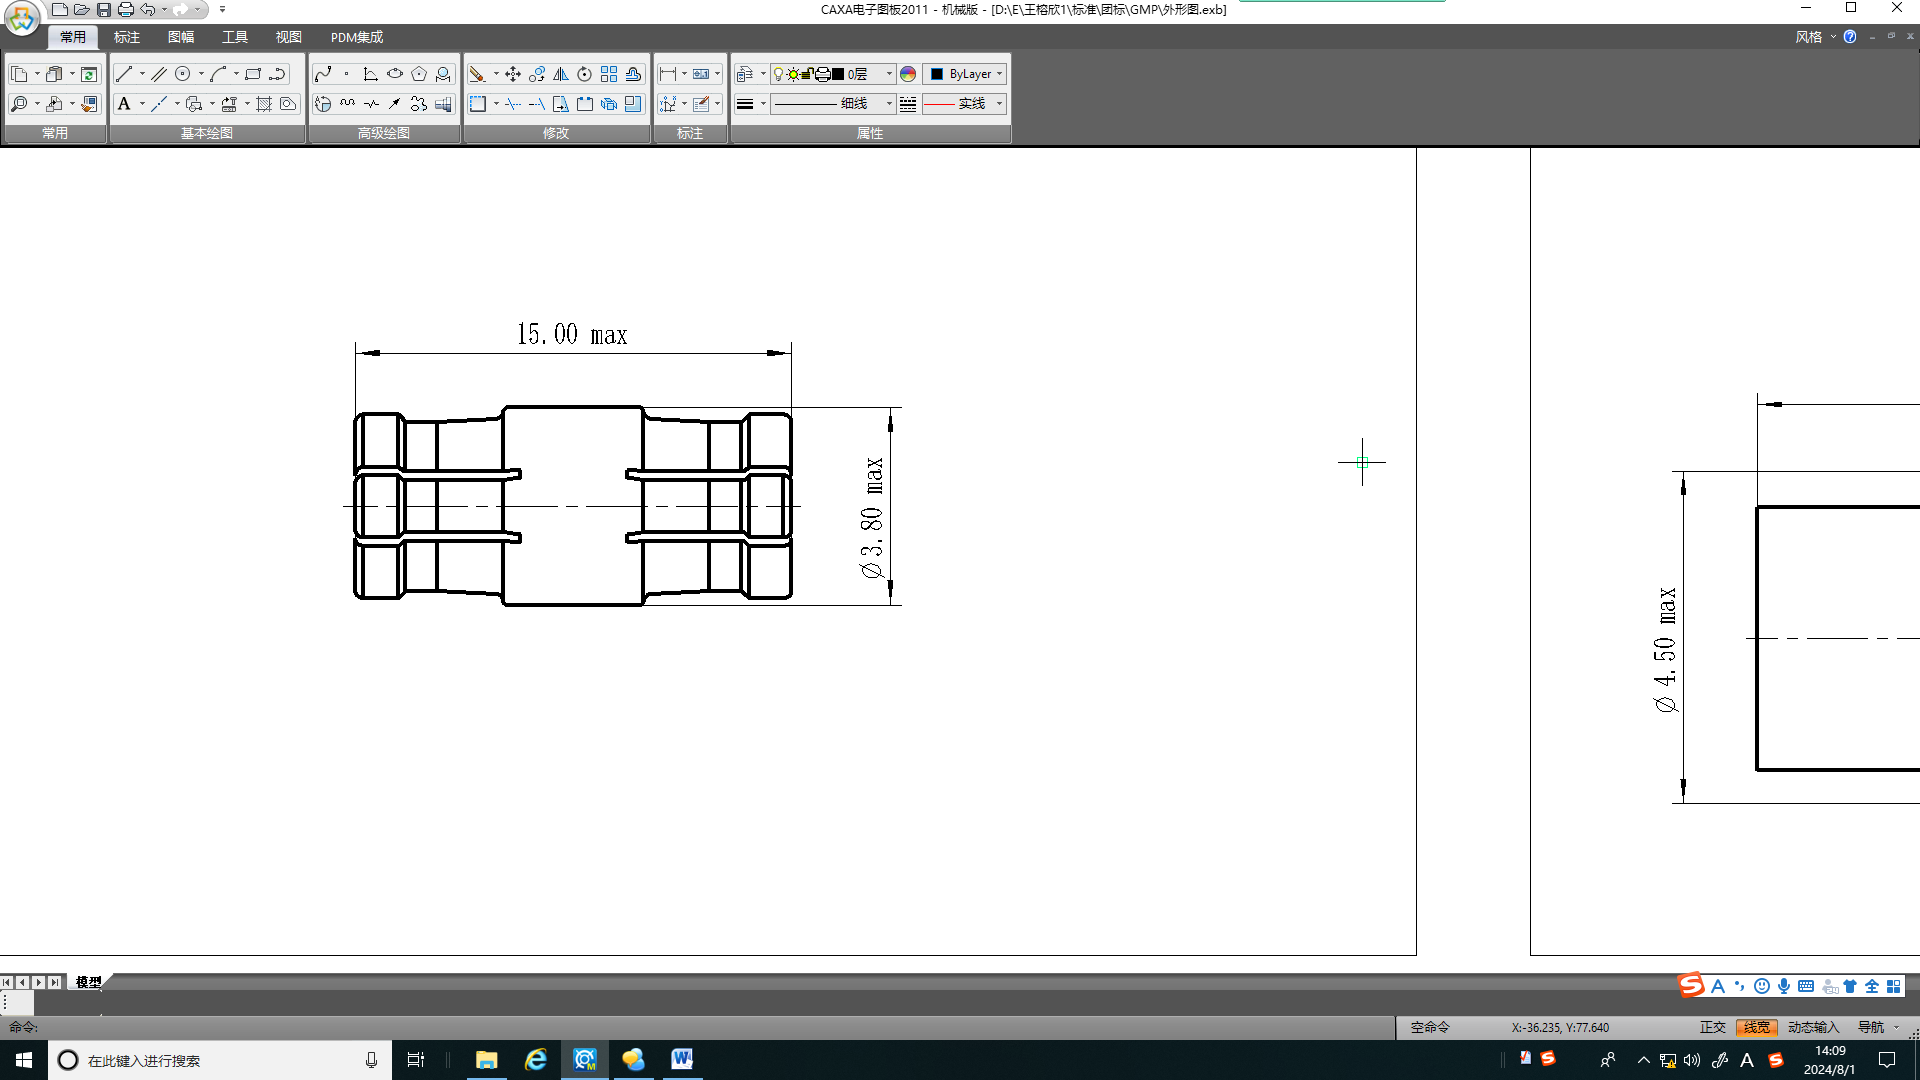 CAXA电子图板2011 - 机械版 - [D:\E\王榕欣1\标准\团标\GMP\外形图.exb]
常用 标注 图幅 工具 视图 PDM集成 风格
0层 ByLayer
A 细线 实线
常用 基本绘图 高级绘图 修改 标注 属性
15.00 max
Ø3.80 max
Ø4.50 max
模型
命令:
空命令 X:-36.235, Y:77.640 正交 线宽 动态输入 导航
在此键入进行搜索
14:09
2024/8/1